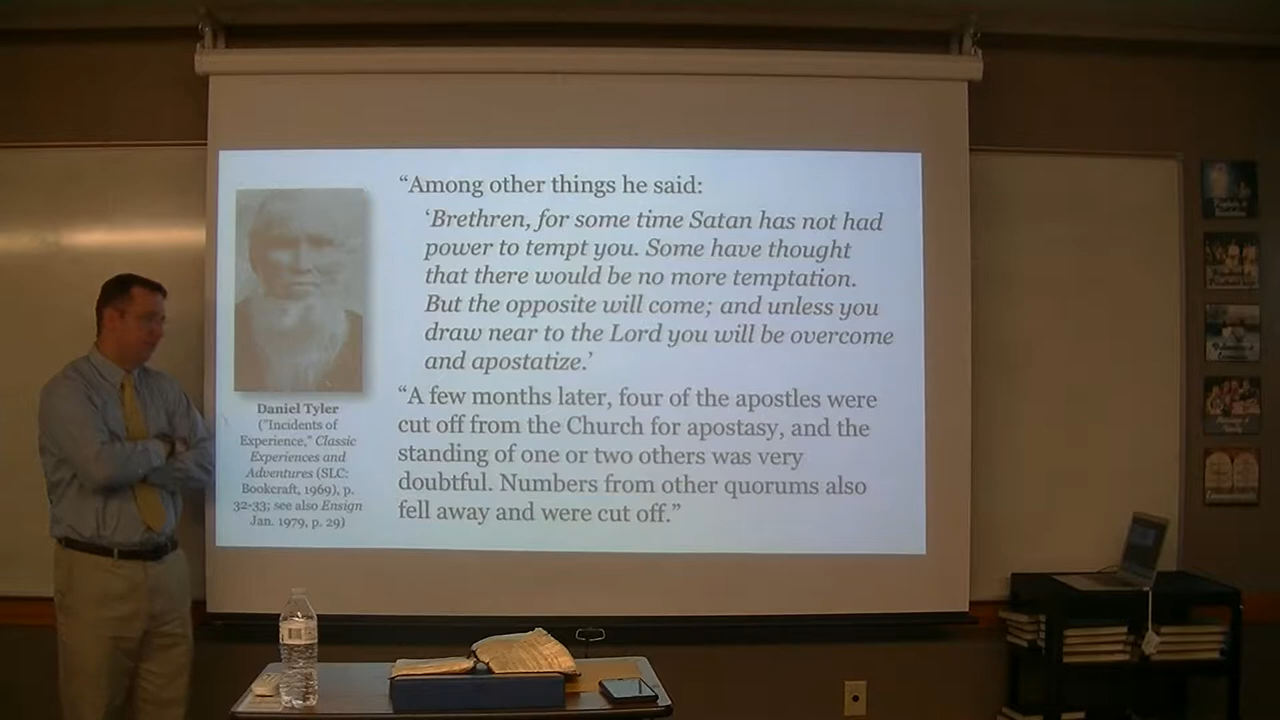 “Among other things he said:
‘Brethren, for some time Satan has not had
power to tempt you. Some have thought
that there would be no more temptation.
But the opposite will come; and unless you
draw near to the Lord you will be overcome
and apostatize.’
“A few months later, four of the apostles were
cut off from the Church for apostasy, and the
standing of one or two others was very
doubtful. Numbers from other quorums also
fell away and were cut off.”
Daniel Tyler
("Incidents of
Experience," Classic
Experiences and
Adventures (SLC:
Bookcraft, 1969), p.
32-33; see also Ensign
Jan. 1979, p. 29)